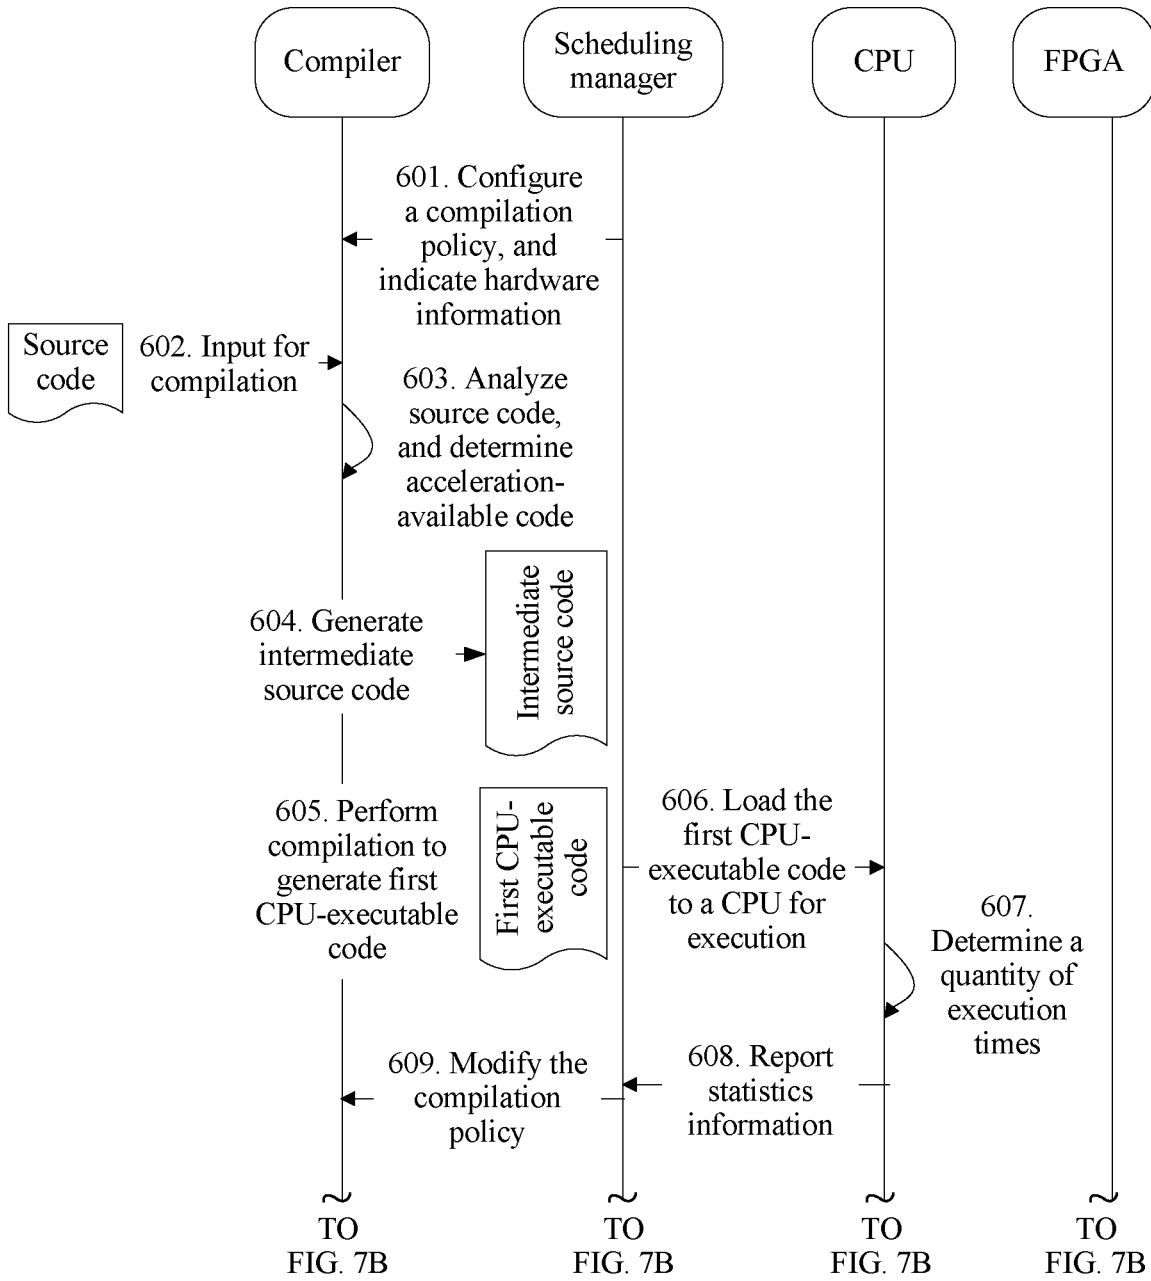 Compiler
Scheduling
manager
CPU
FPGA
601. Configure
a compilation
policy, and
indicate hardware
information
Source
code
602. Input for
compilation
603. Analyze
source code,
and determine
acceleration-
available code
604. Generate
intermediate
source code
Intermediate
source code
605. Perform
compilation to
generate first
CPU-executable
code
First CPU-
executable
code
606. Load the
first CPU-
executable code
to a CPU for
execution
607.
Determine a
quantity of
execution
times
608. Report
statistics
information
609. Modify the
compilation
policy
TO
FIG. 7B
TO
FIG. 7B
TO
FIG. 7B
TO
FIG. 7B